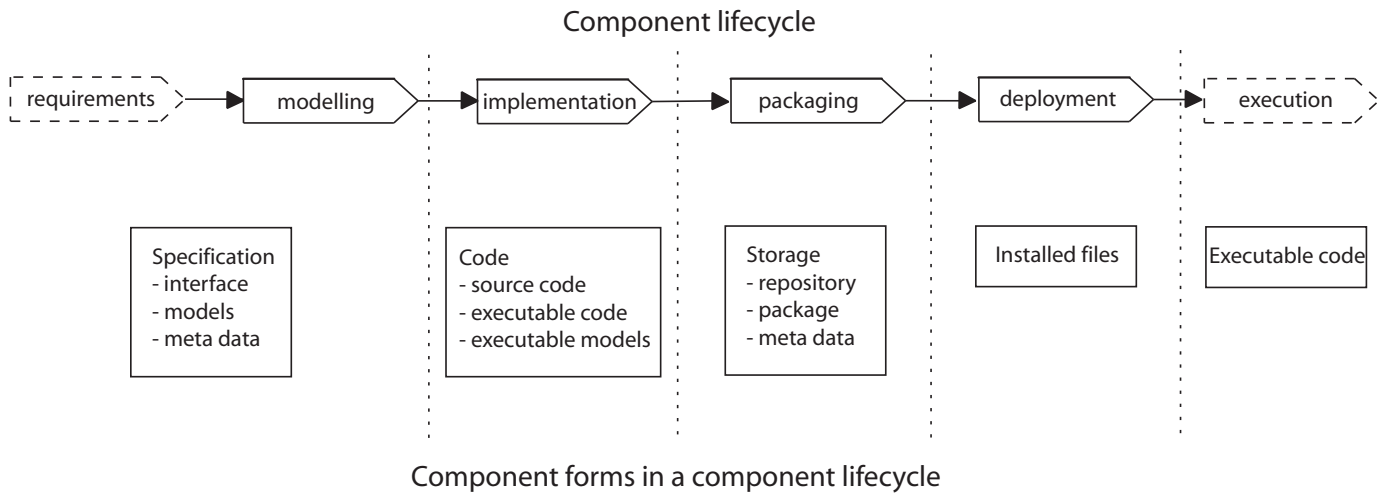 Component lifecycle
requirements
modelling
implementation
packaging
deployment
execution
Specification
- interface
- models
- meta data
Code
- source code
- executable code
- executable models
Storage
- repository
- package
- meta data
Installed files
Executable code
Component forms in a component lifecycle